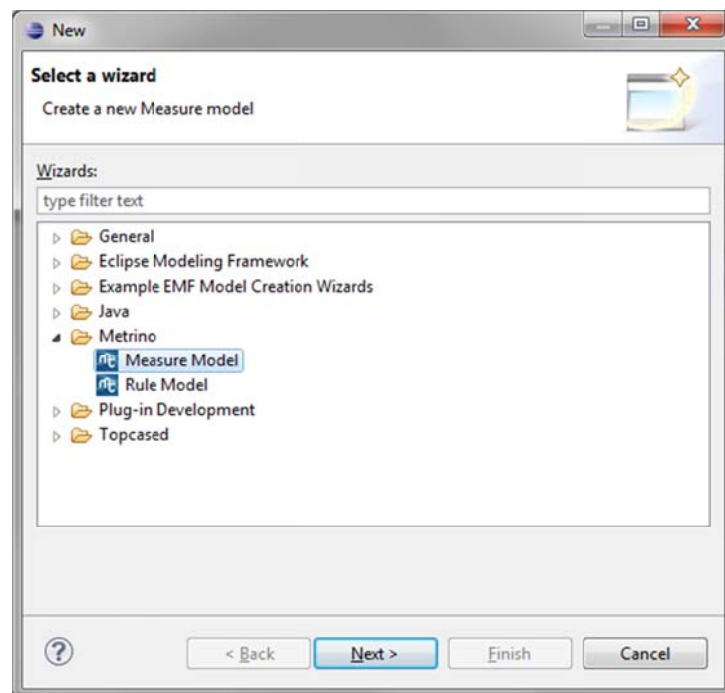 New
Select a wizard
Create a new Measure model
Wizards:
type filter text
General
Eclipse Modeling Framework
Example EMF Model Creation Wizards
Java
Metrino
Measure Model
Rule Model
Plug-in Development
Topcased
? < Back Next > Finish Cancel